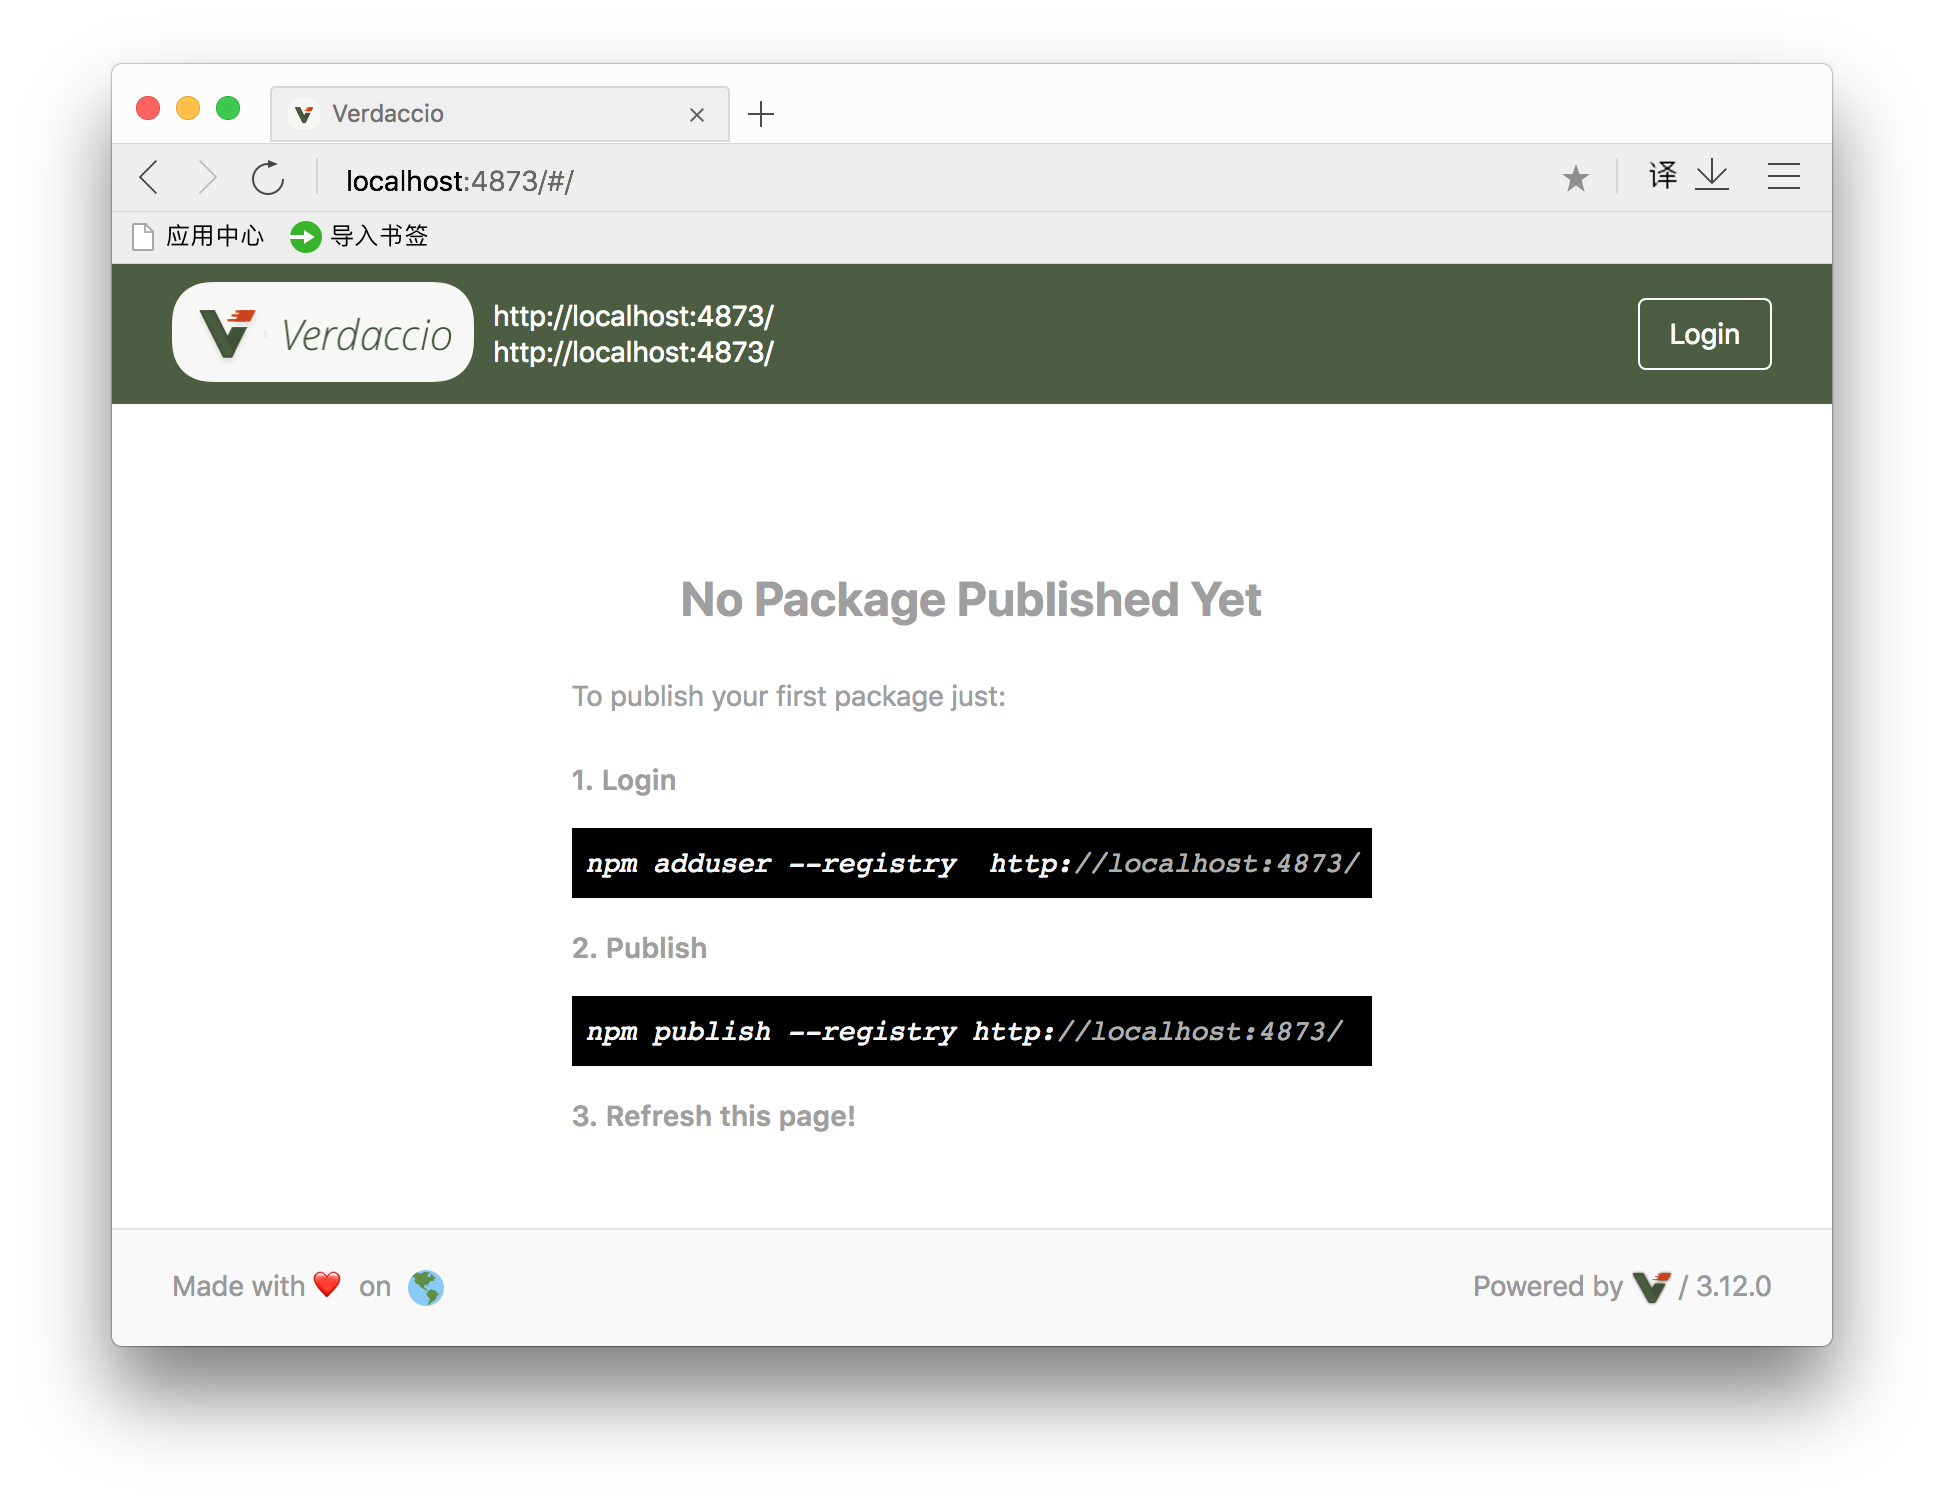 Verdaccio
localhost:4873/#/
译
应用中心 导入书签
Verdaccio
http://localhost:4873/
http://localhost:4873/
Login
No Package Published Yet
To publish your first package just:
1. Login
npm adduser --registry  http://localhost:4873/
2. Publish
npm publish --registry http://localhost:4873/
3. Refresh this page!
Made with ❤️ on 🌎
Powered by / 3.12.0